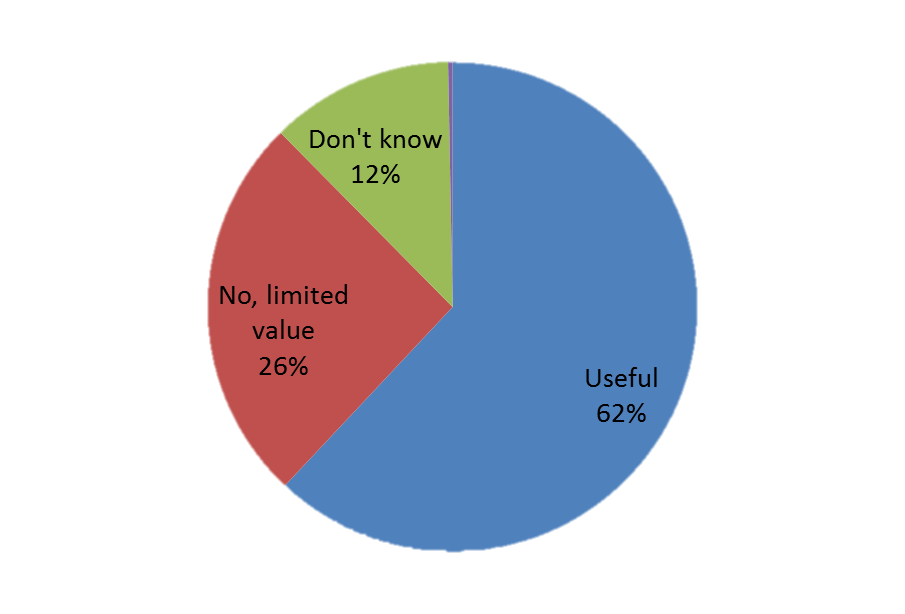 Don't know
12%
No, limited
value
26%
Useful
62%